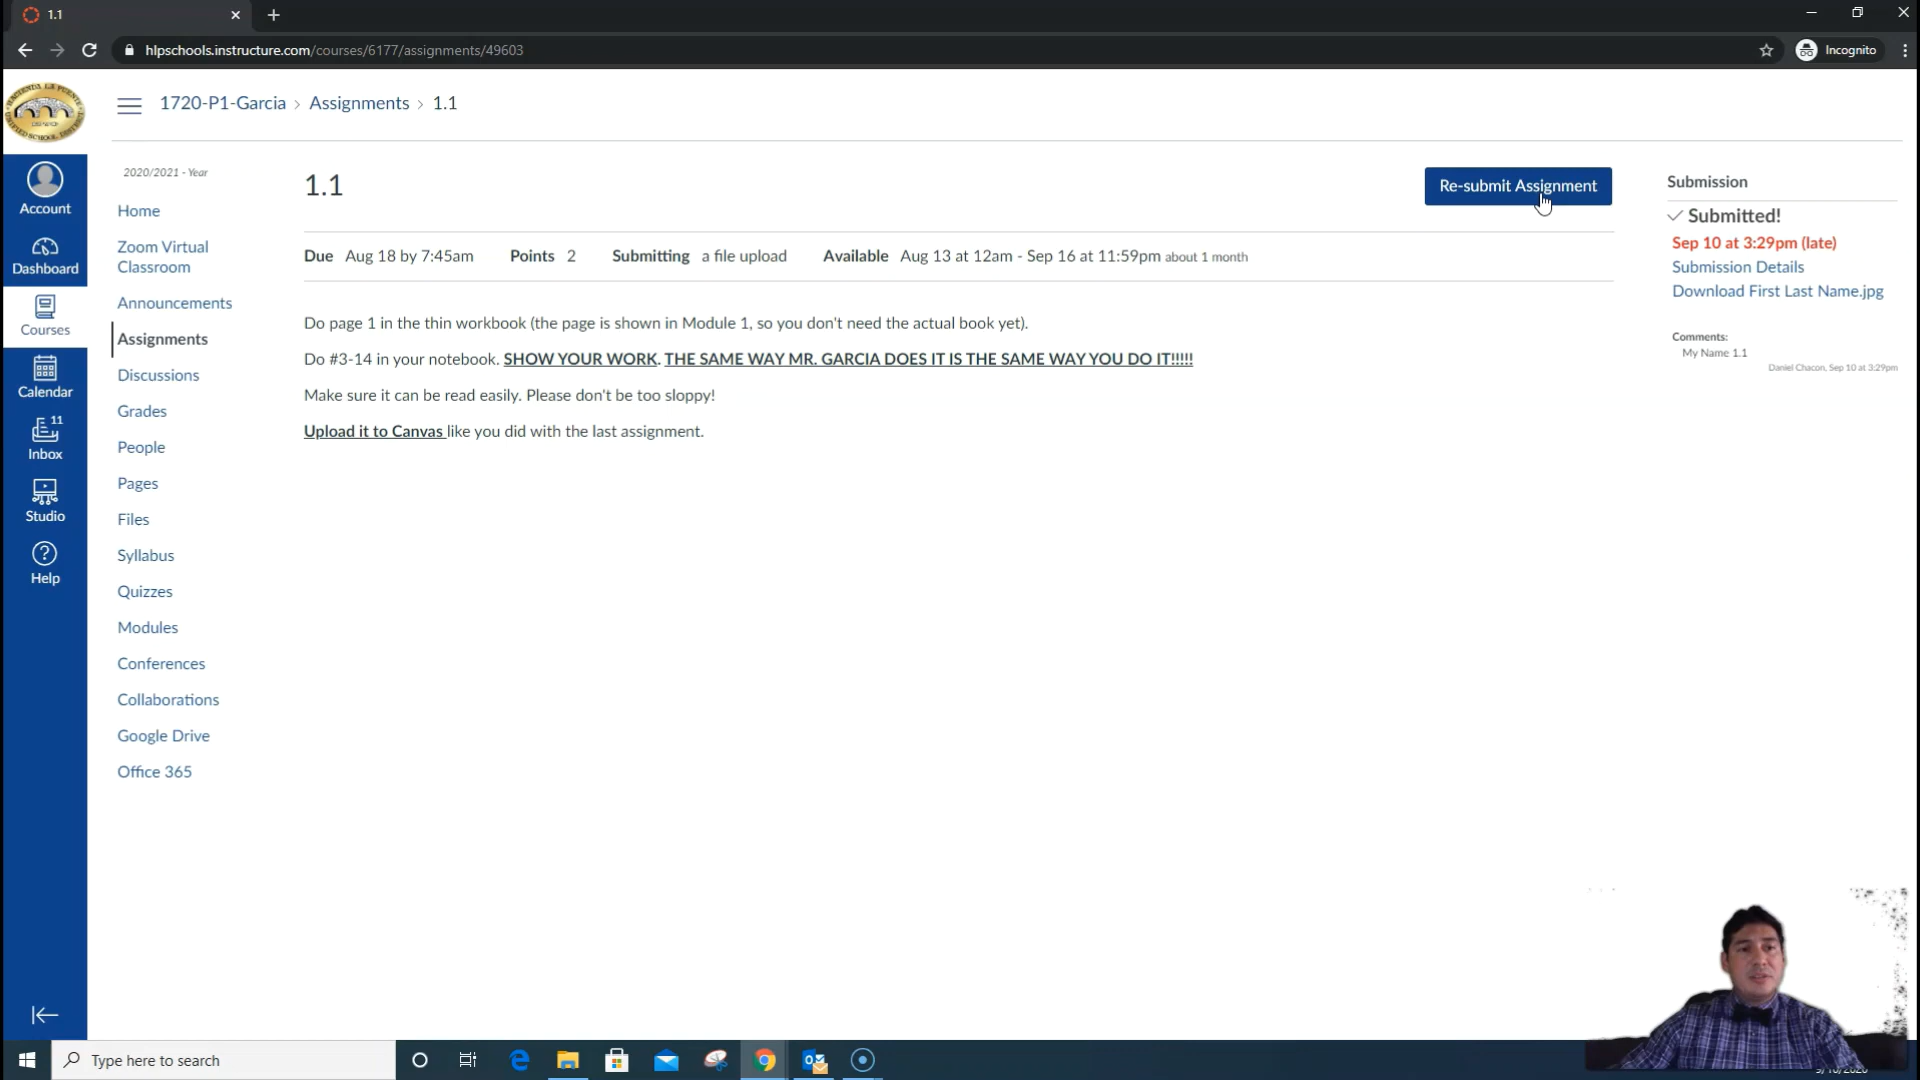 1.1
hlpschools.instructure.com/courses/6177/assignments/49603
Incognito
1720-P1-Garcia › Assignments › 1.1
Account
Dashboard
Courses
Calendar
11
Inbox
Studio
Help
2020/2021 - Year
Home
Zoom Virtual
Classroom
Announcements
Assignments
Discussions
Grades
People
Pages
Files
Syllabus
Quizzes
Modules
Conferences
Collaborations
Google Drive
Office 365
1.1
Re-submit Assignment
Due Aug 18 by 7:45am Points 2 Submitting a file upload Available Aug 13 at 12am - Sep 16 at 11:59pm about 1 month
Do page 1 in the thin workbook (the page is shown in Module 1, so you don't need the actual book yet).
Do #3-14 in your notebook. SHOW YOUR WORK. THE SAME WAY MR. GARCIA DOES IT IS THE SAME WAY YOU DO IT!!!!!
Make sure it can be read easily. Please don't be too sloppy!
Upload it to Canvas like you did with the last assignment.
Submission
Submitted!
Sep 10 at 3:29pm (late)
Submission Details
Download First Last Name.jpg
Comments:
My Name 1.1
Daniel Chacon, Sep 10 at 3:29pm
Type here to search